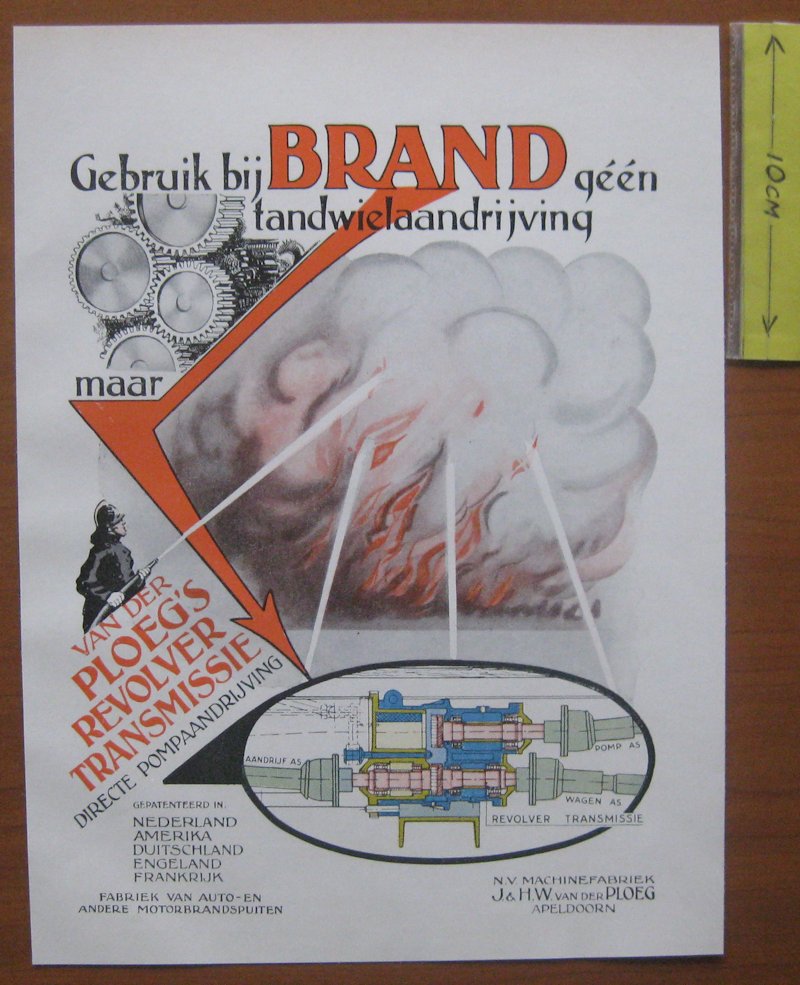 Gebruik bij BRAND géén
tandwielaandrijving
maar
VAN DER
PLOEG'S
REVOLVER
TRANSMISSIE
DIRECTE POMPAANDRIJVING
AANDRIJF AS
POMP AS
WAGEN AS
REVOLVER TRANSMISSIE
GEPATENTEERD IN:
NEDERLAND
AMERIKA
DUITSCHLAND
ENGELAND
FRANKRIJK
FABRIEK VAN AUTO- EN
ANDERE MOTORBRANDSPUITEN
N.V. MACHINEFABRIEK
J. & H.W. VAN DER PLOEG
APELDOORN
10CM